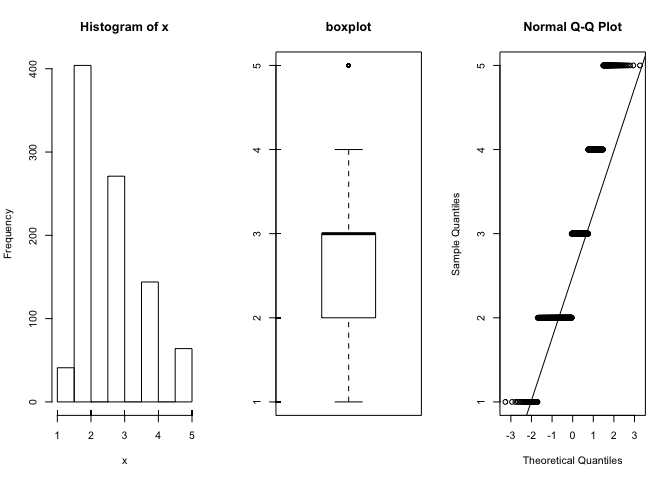 Histogram of x
Frequency
0
100
200
300
400
1 2 3 4 5
x
boxplot
1
2
3
4
5
Normal Q-Q Plot
Sample Quantiles
1
2
3
4
5
-3 -2 -1 0 1 2 3
Theoretical Quantiles